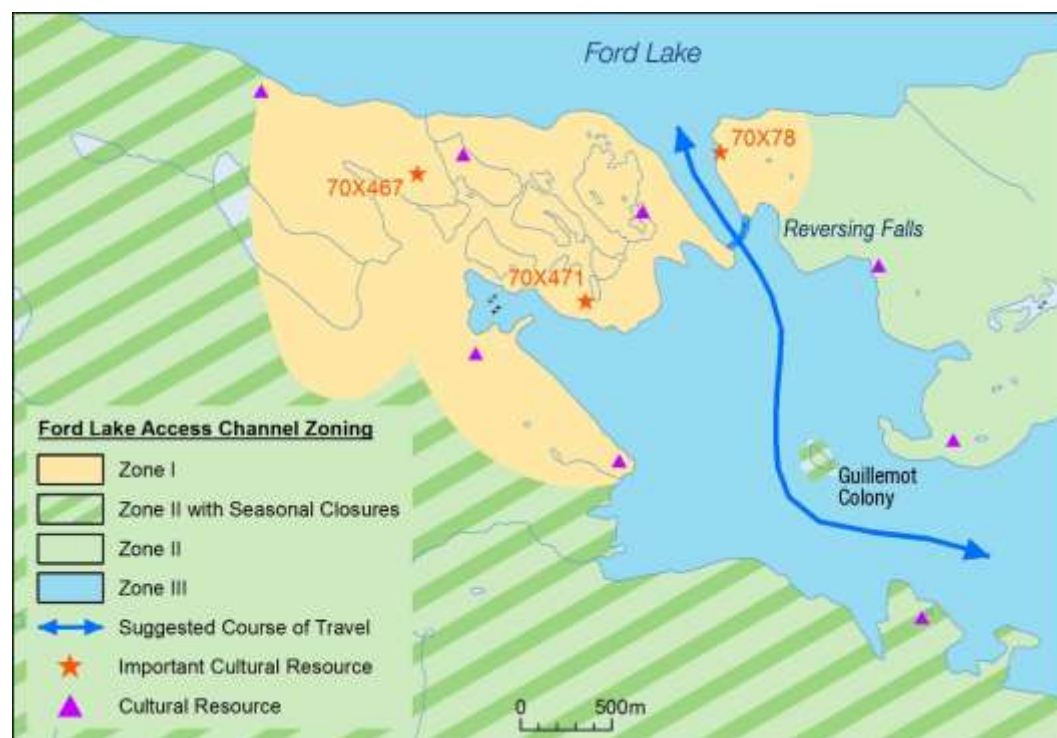 Ford Lake
70X78
70X467
Reversing Falls
70X471
Guillemot
Colony
Ford Lake Access Channel Zoning
Zone I
Zone II with Seasonal Closures
Zone II
Zone III
Suggested Course of Travel
Important Cultural Resource
Cultural Resource
0 500m